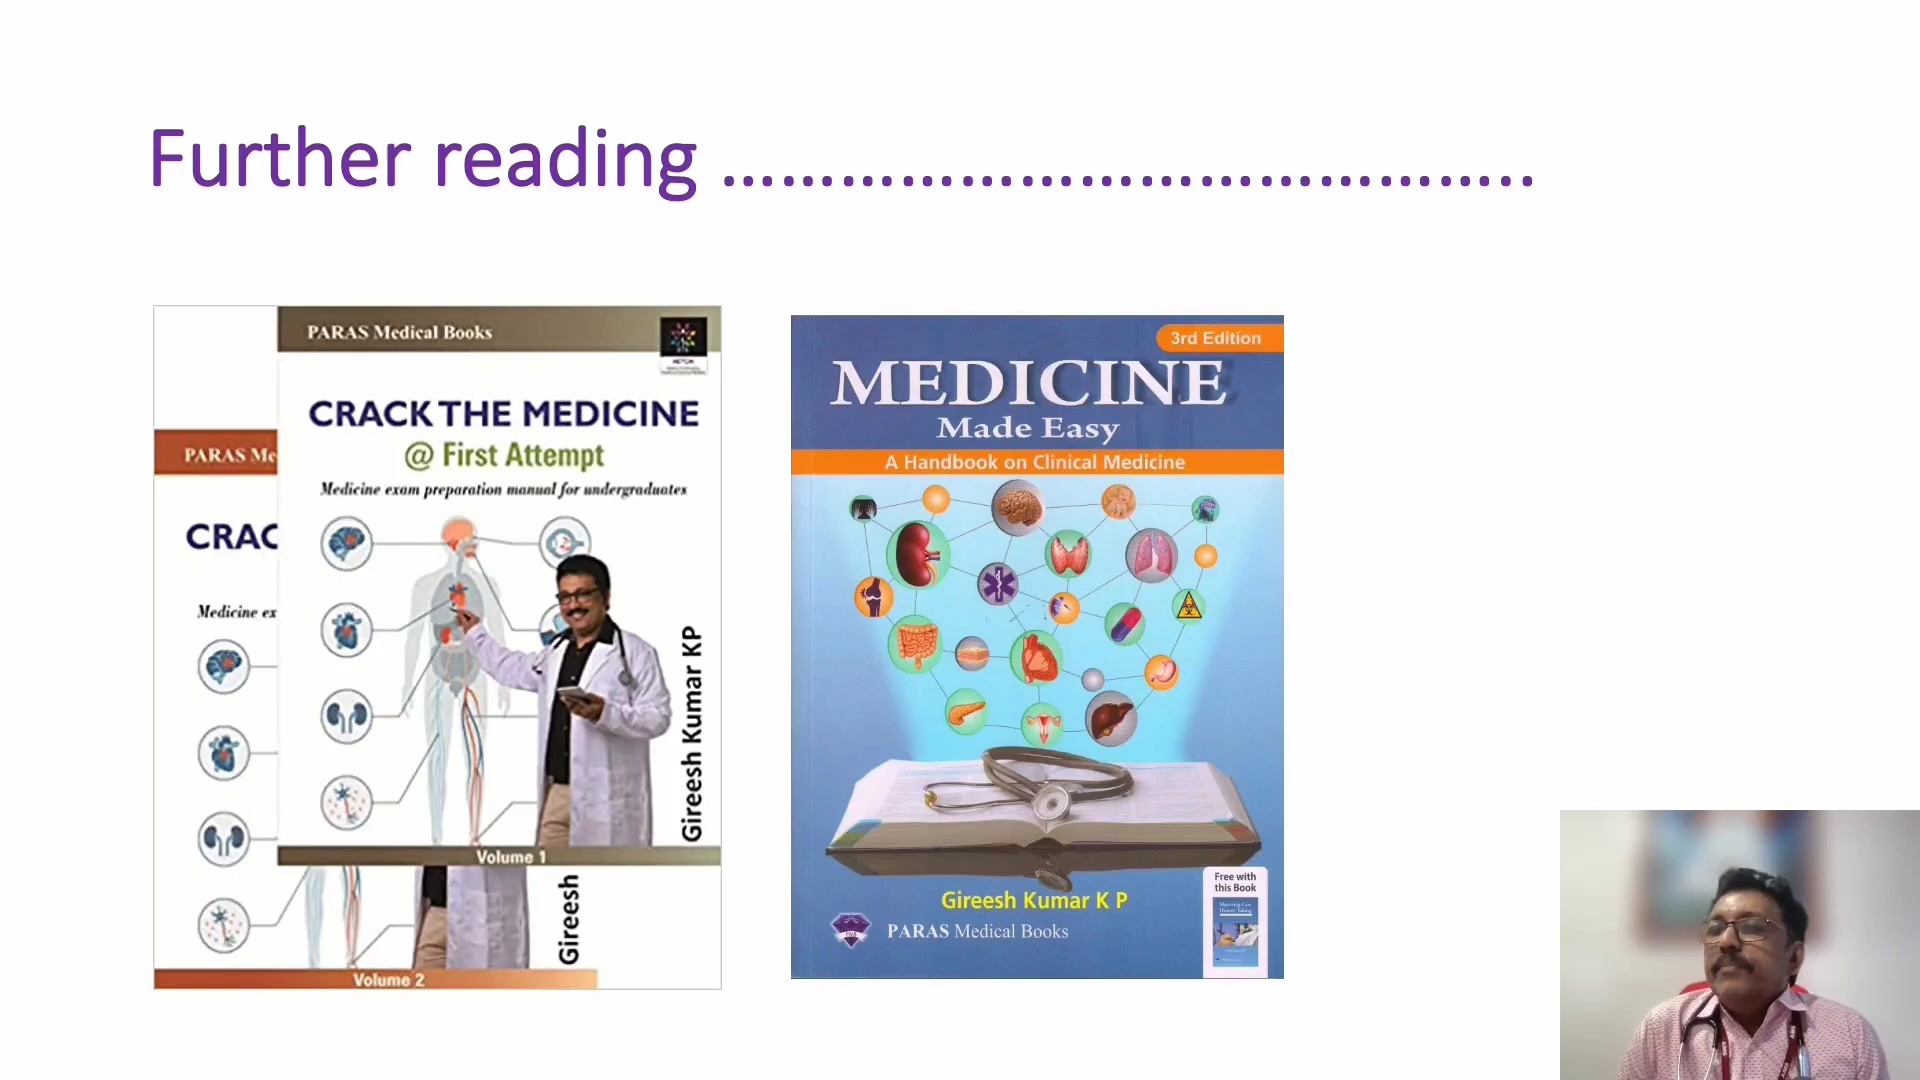 Further reading ……………………………………..
PARAS Medical Books
CRACK THE MEDICINE
@ First Attempt
Medicine exam preparation manual for undergraduates
Gireesh Kumar KP
Volume 1
PARAS Me
CRAC
Medicine ex
Gireesh
Volume 2
3rd Edition
MEDICINE
Made Easy
A Handbook on Clinical Medicine
Gireesh Kumar K P
PARAS Medical Books
Free with
this Book